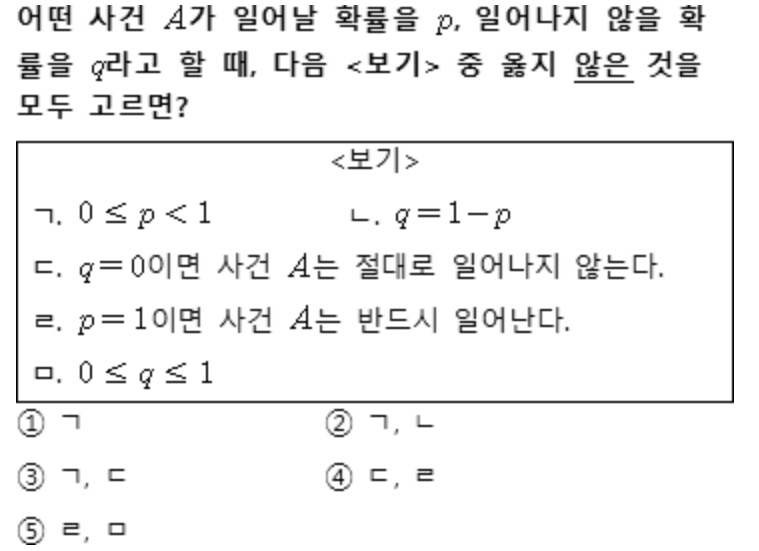 어떤 사건 A가 일어날 확률을 p, 일어나지 않을 확
률을 q라고 할 때, 다음 <보기> 중 옳지 않은 것을
모두 고르면?
<보기>
ㄱ. 0 ≤ p < 1 ㄴ. q = 1 − p
ㄷ. q = 0이면 사건 A는 절대로 일어나지 않는다.
ㄹ. p = 1이면 사건 A는 반드시 일어난다.
ㅁ. 0 ≤ q ≤ 1
① ㄱ ② ㄱ, ㄴ
③ ㄱ, ㄷ ④ ㄷ, ㄹ
⑤ ㄹ, ㅁ